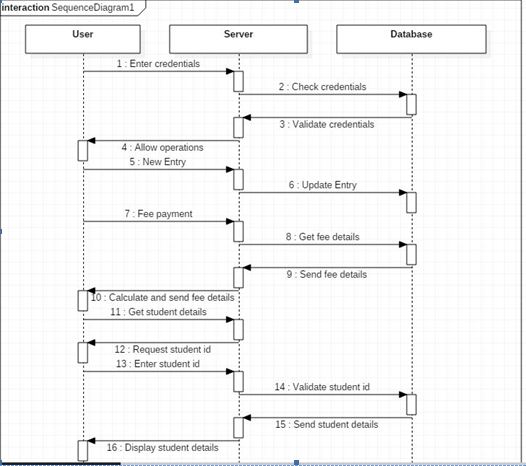 interaction SequenceDiagram1
User
Server
Database
1 : Enter credentials
2 : Check credentials
3 : Validate credentials
4 : Allow operations
5 : New Entry
6 : Update Entry
7 : Fee payment
8 : Get fee details
9 : Send fee details
10 : Calculate and send fee details
11 : Get student details
12 : Request student id
13 : Enter student id
14 : Validate student id
15 : Send student details
16 : Display student details